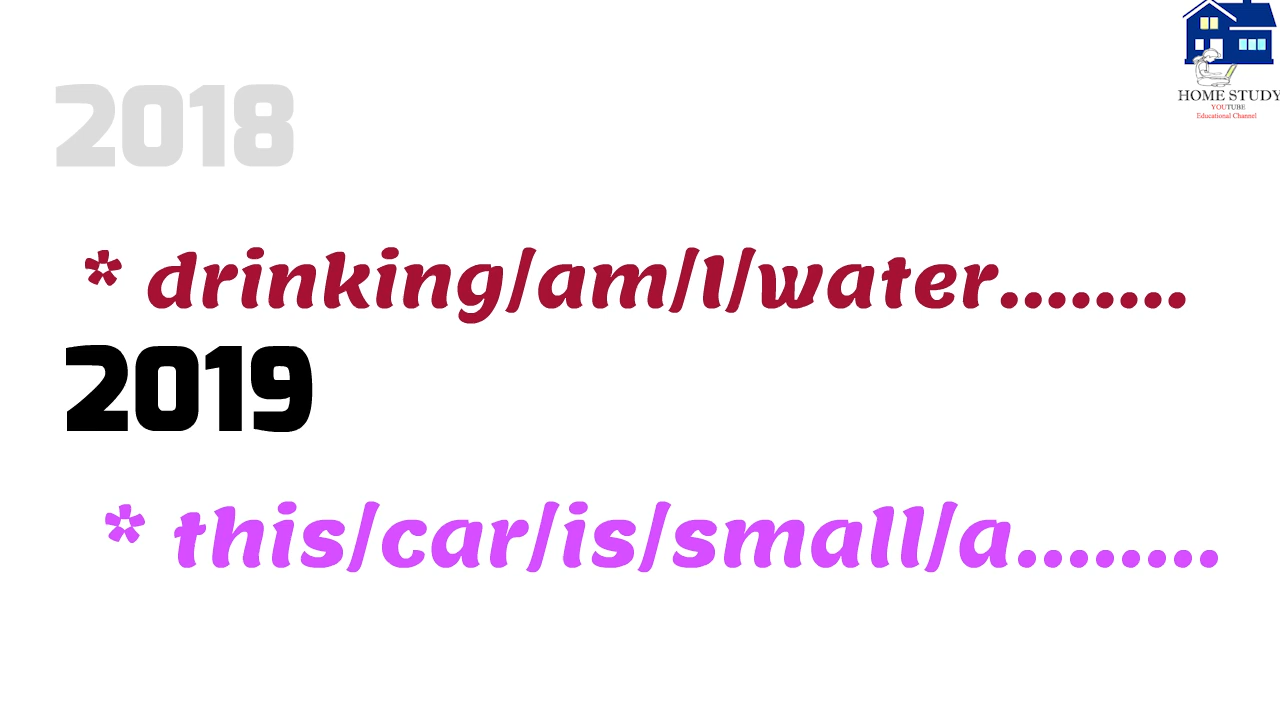 HOME STUDY
YOUTUBE
Educational Channel
2018
* drinking/am/I/water........
2019
* this/car/is/small/a........